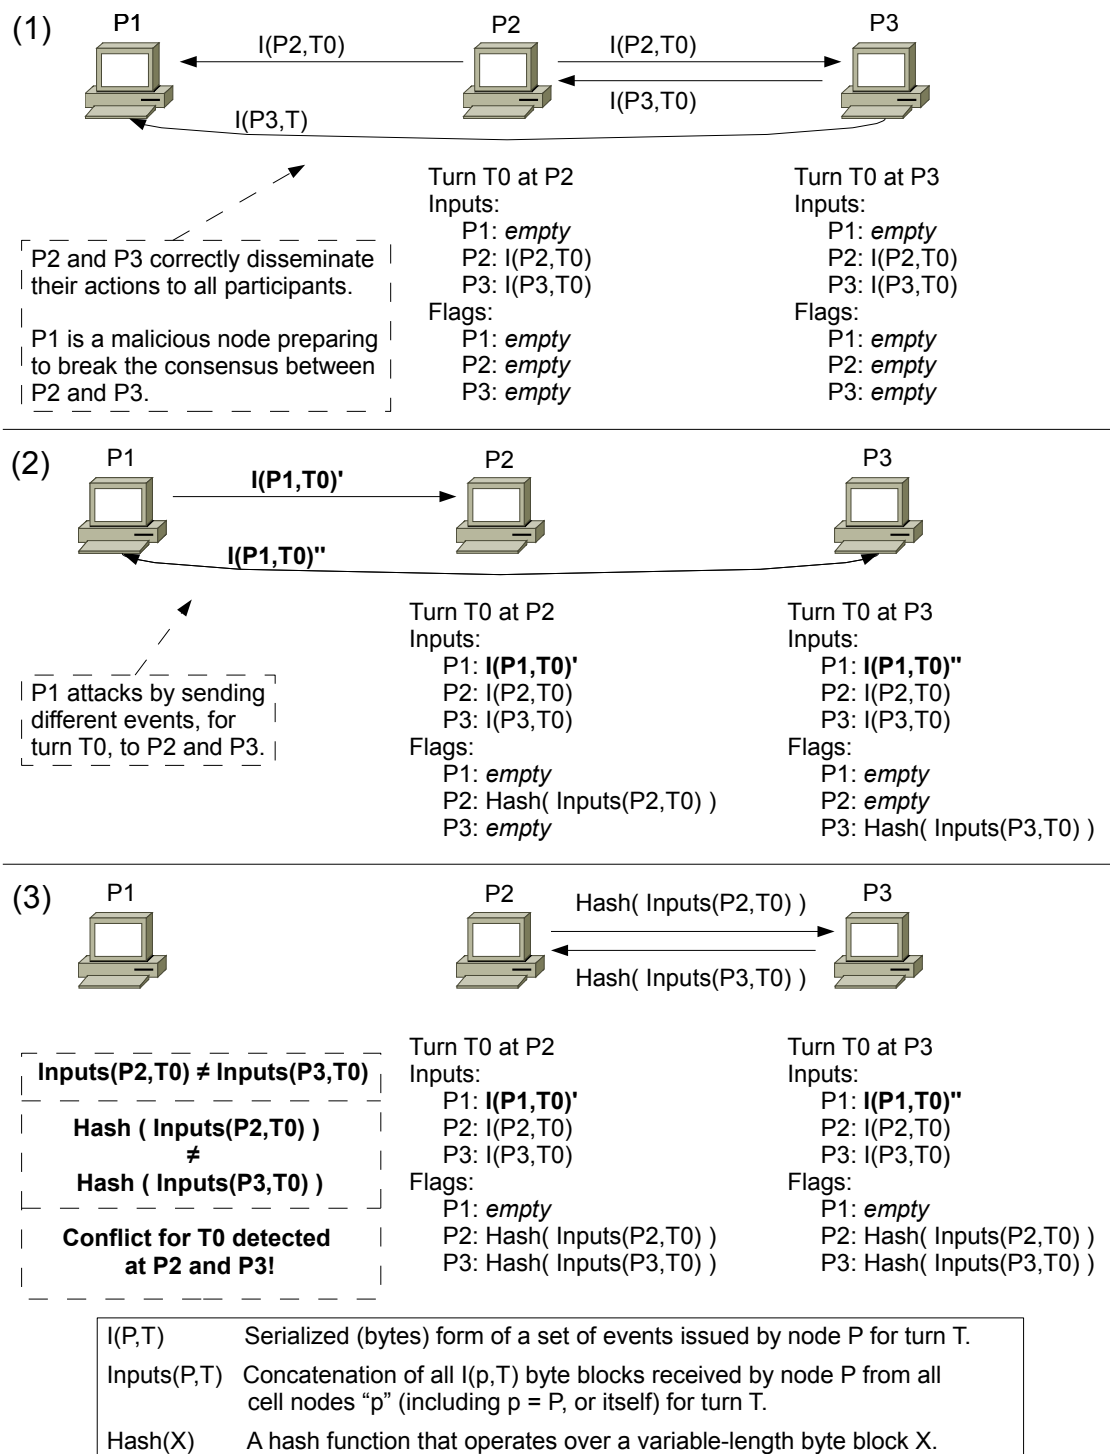 (1)
P1
P2
P3
I(P2,T0)
I(P2,T0)
I(P3,T0)
I(P3,T)
P2 and P3 correctly disseminate
their actions to all participants.
P1 is a malicious node preparing
to break the consensus between
P2 and P3.
Turn T0 at P2
Inputs:
P1: empty
P2: I(P2,T0)
P3: I(P3,T0)
Flags:
P1: empty
P2: empty
P3: empty
Turn T0 at P3
Inputs:
P1: empty
P2: I(P2,T0)
P3: I(P3,T0)
Flags:
P1: empty
P2: empty
P3: empty
(2)
P1
P2
P3
I(P1,T0)'
I(P1,T0)"
P1 attacks by sending
different events, for
turn T0, to P2 and P3.
Turn T0 at P2
Inputs:
P1: I(P1,T0)'
P2: I(P2,T0)
P3: I(P3,T0)
Flags:
P1: empty
P2: Hash( Inputs(P2,T0) )
P3: empty
Turn T0 at P3
Inputs:
P1: I(P1,T0)"
P2: I(P2,T0)
P3: I(P3,T0)
Flags:
P1: empty
P2: empty
P3: Hash( Inputs(P3,T0) )
(3)
P1
P2
P3
Hash( Inputs(P2,T0) )
Hash( Inputs(P3,T0) )
Inputs(P2,T0) ≠ Inputs(P3,T0)
Hash ( Inputs(P2,T0) )
≠
Hash ( Inputs(P3,T0) )
Conflict for T0 detected
at P2 and P3!
Turn T0 at P2
Inputs:
P1: I(P1,T0)'
P2: I(P2,T0)
P3: I(P3,T0)
Flags:
P1: empty
P2: Hash( Inputs(P2,T0) )
P3: Hash( Inputs(P3,T0) )
Turn T0 at P3
Inputs:
P1: I(P1,T0)"
P2: I(P2,T0)
P3: I(P3,T0)
Flags:
P1: empty
P2: Hash( Inputs(P2,T0) )
P3: Hash( Inputs(P3,T0) )
I(P,T) Serialized (bytes) form of a set of events issued by node P for turn T.
Inputs(P,T) Concatenation of all I(p,T) byte blocks received by node P from all
cell nodes “p” (including p = P, or itself) for turn T.
Hash(X) A hash function that operates over a variable-length byte block X.